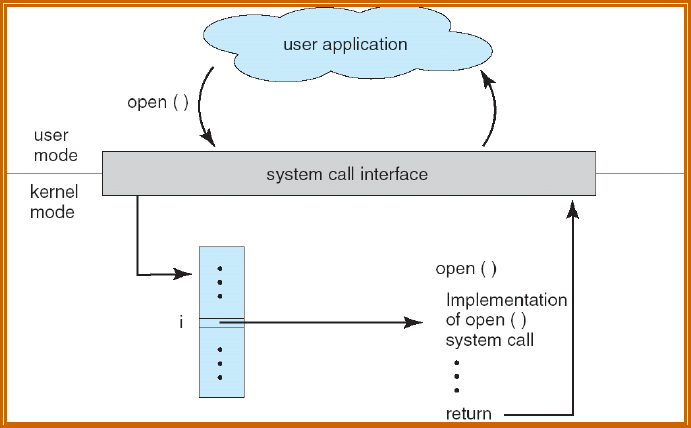 user application
open ( )
user
mode
system call interface
kernel
mode
open ( )
Implementation
of open ( )
system call
i
return